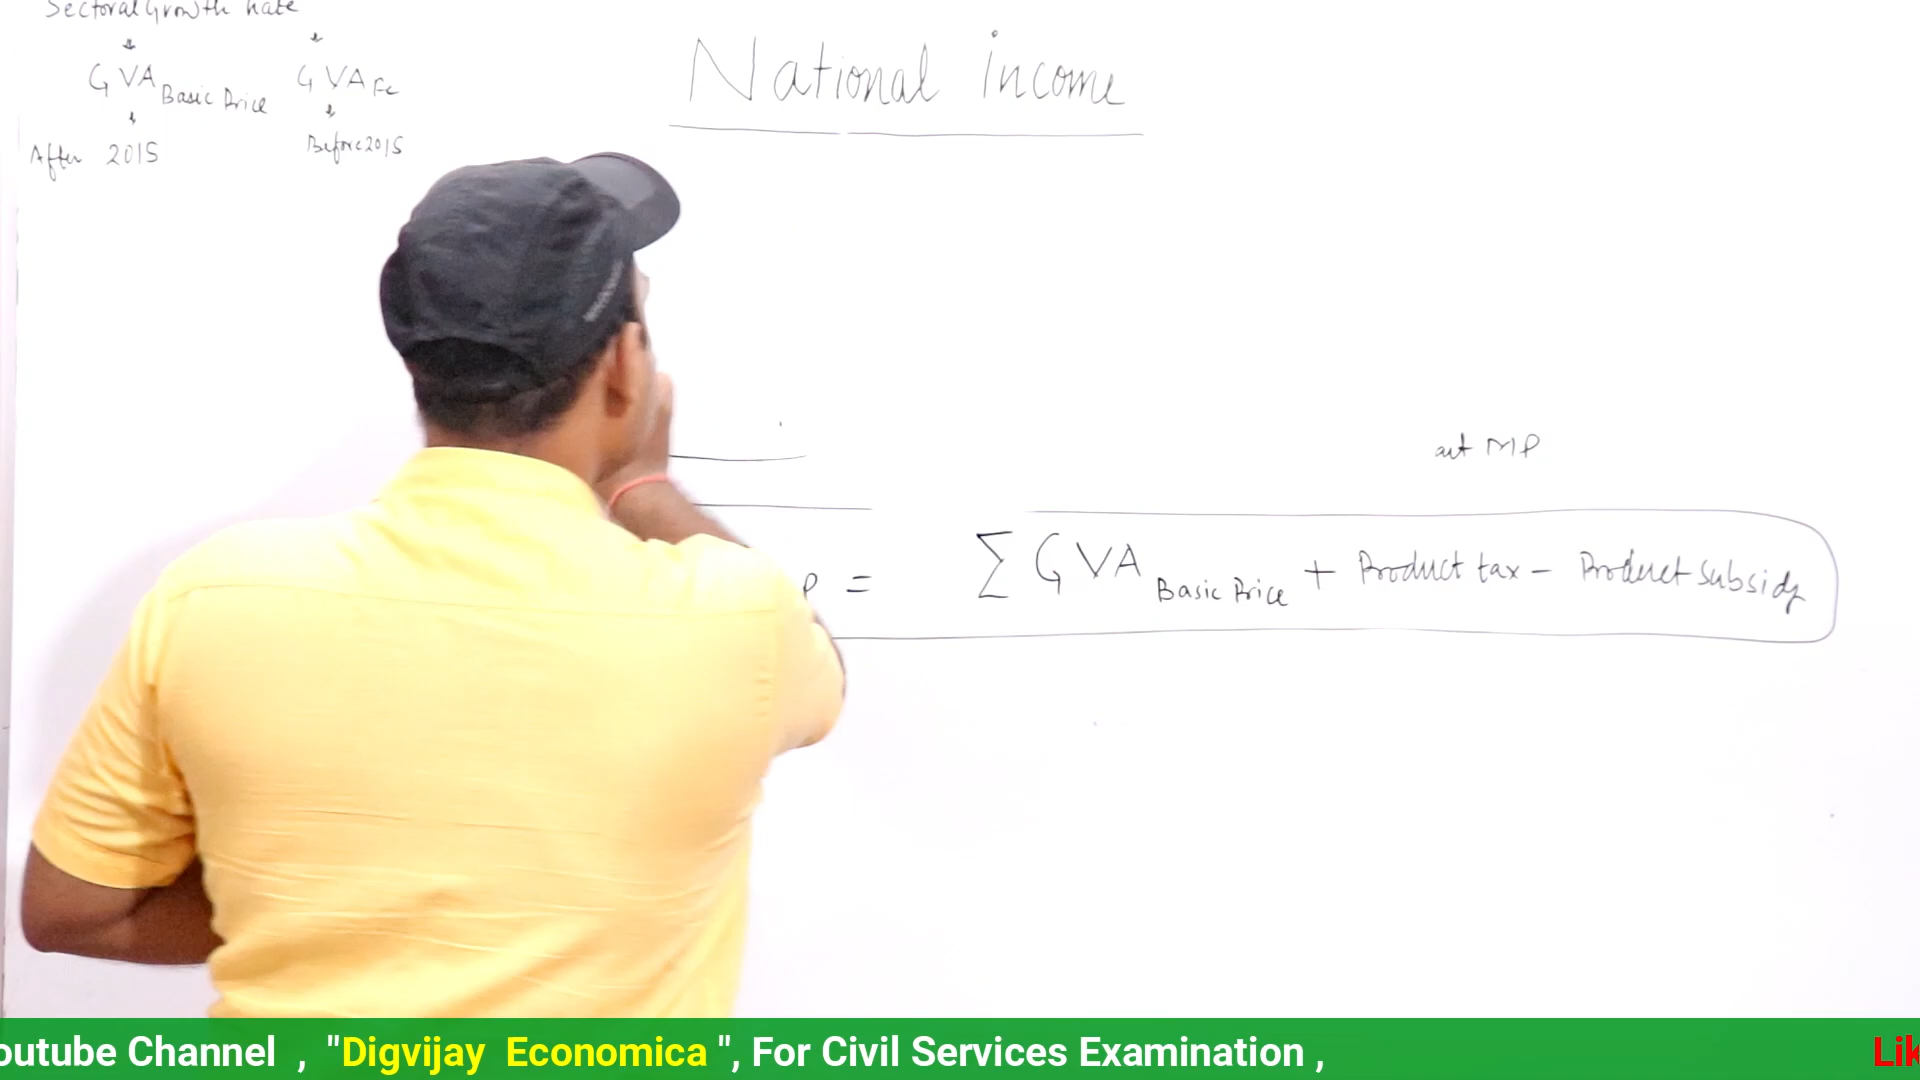 Sectoral Growth Rate
GVA Basic Price GVA FC
After 2015 Before 2015
National income
at MP
P = Σ GVA Basic Price + Product tax - Product subsidy
outube Channel , "Digvijay Economica ", For Civil Services Examination , Lik